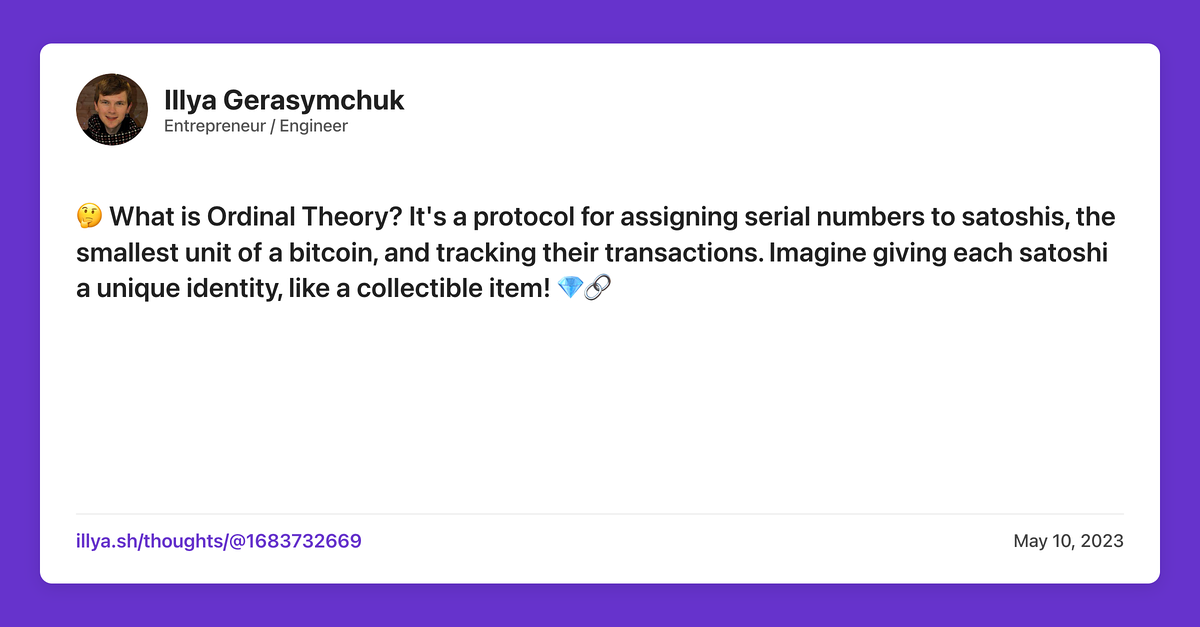 Illya Gerasymchuk
Entrepreneur / Engineer
🤔 What is Ordinal Theory? It's a protocol for assigning serial numbers to satoshis, the
smallest unit of a bitcoin, and tracking their transactions. Imagine giving each satoshi
a unique identity, like a collectible item! 💎🔗
illya.sh/thoughts/@1683732669
May 10, 2023